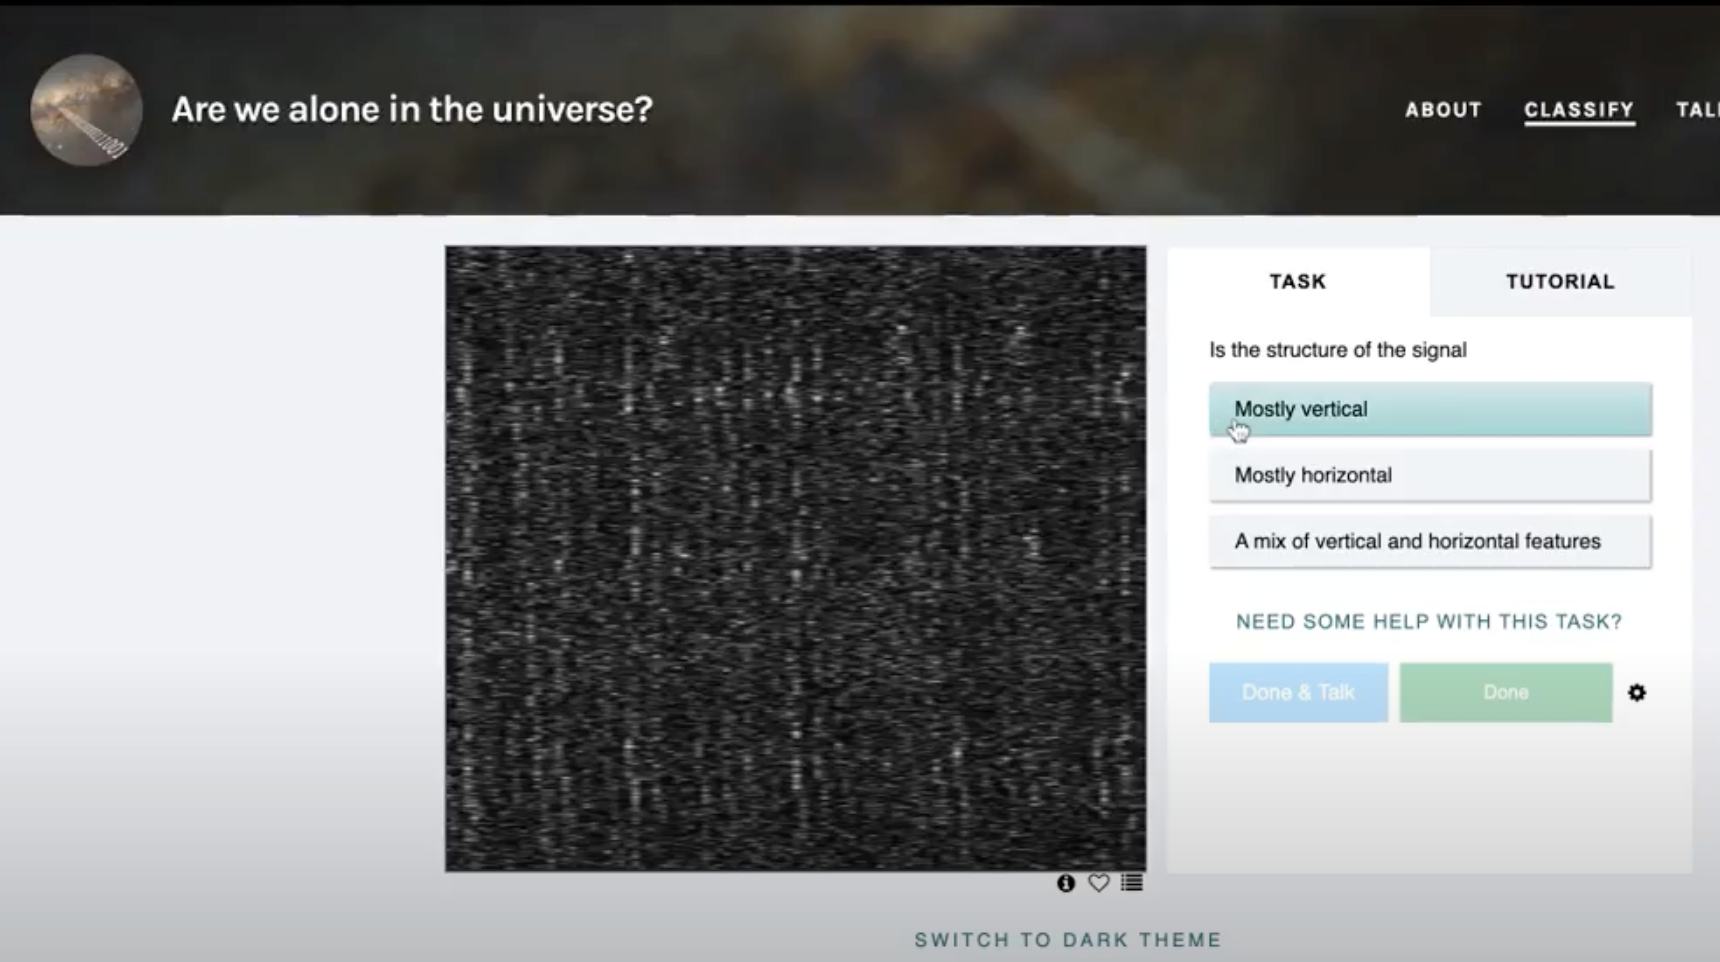 Are we alone in the universe?
ABOUT CLASSIFY
TASK TUTORIAL
Is the structure of the signal
Mostly vertical
Mostly horizontal
A mix of vertical and horizontal features
NEED SOME HELP WITH THIS TASK?
Done & Talk Done
SWITCH TO DARK THEME